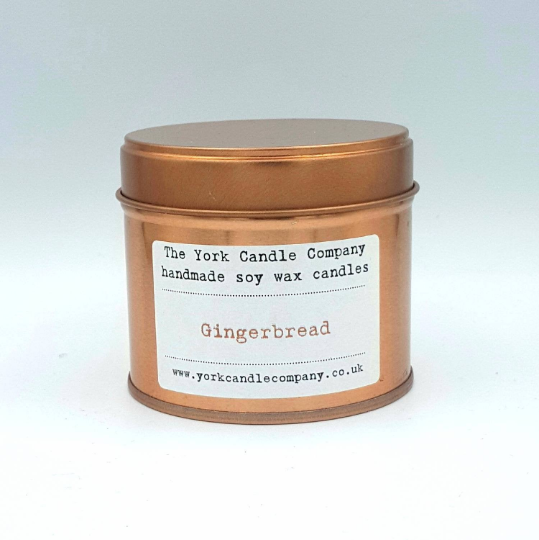 The York Candle Company
handmade soy wax candles
Gingerbread
www.yorkcandlecompany.co.uk